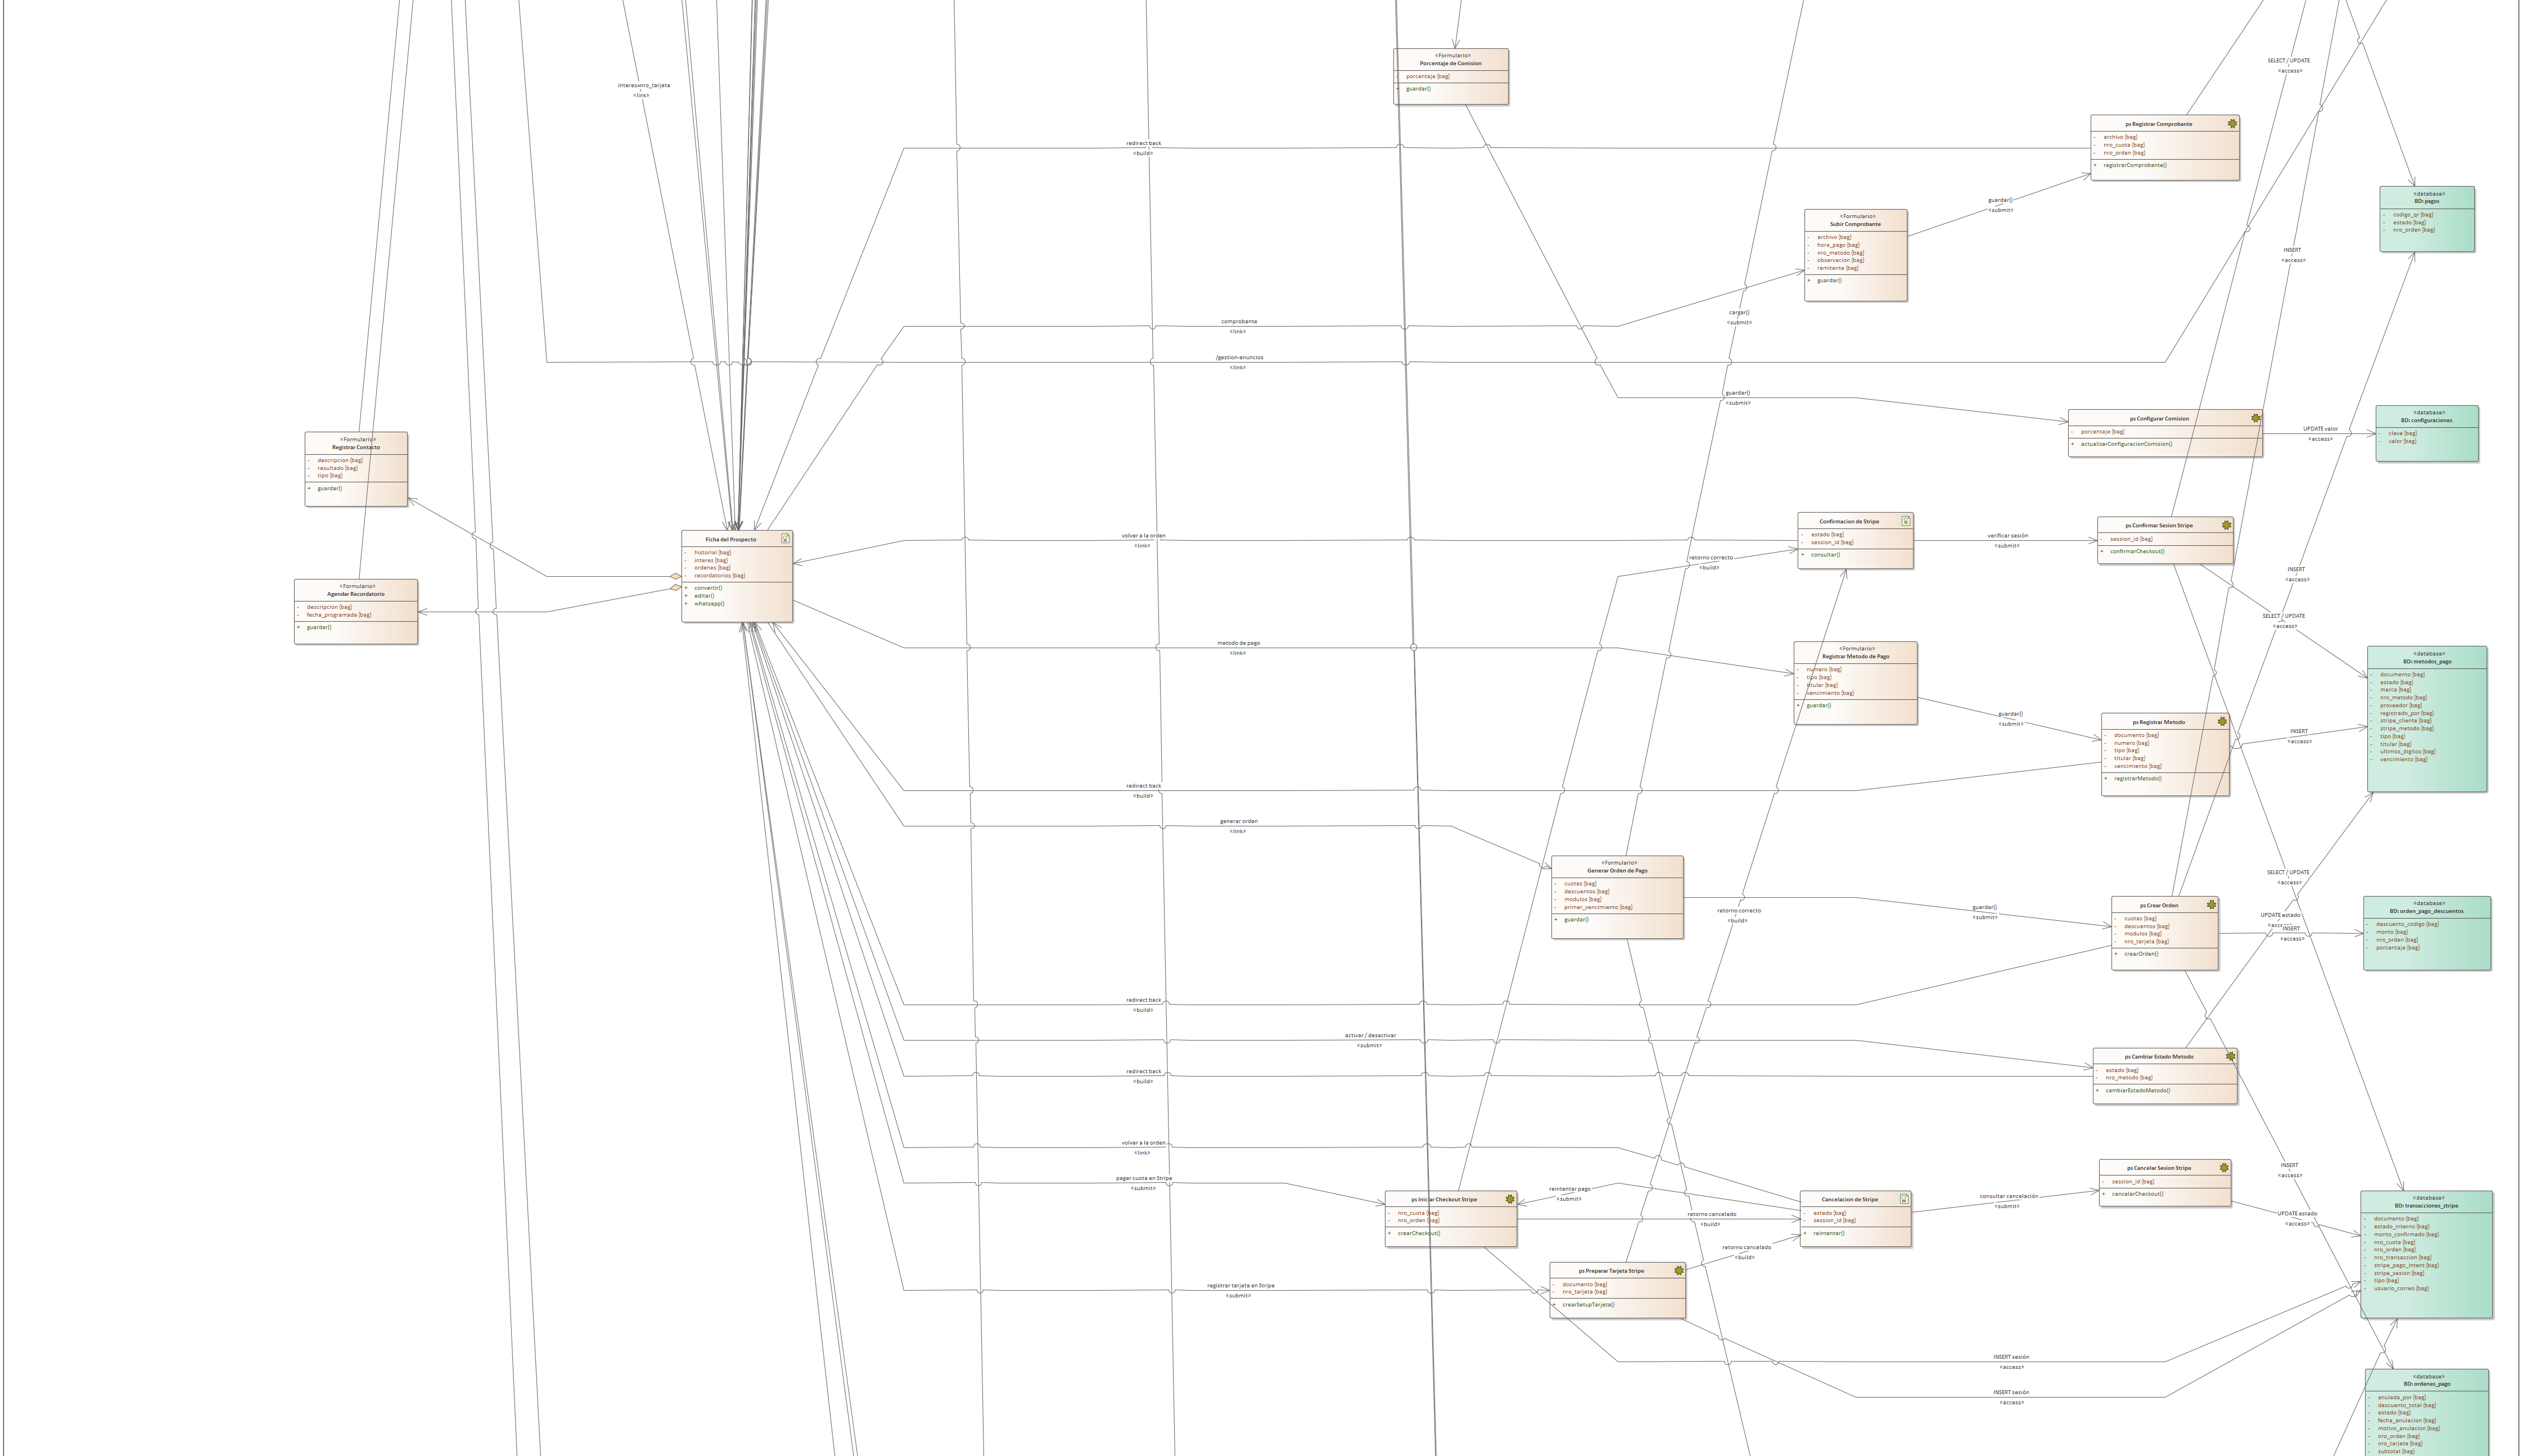 «Formulario»
Porcentaje de Comision
- porcentaje {bag}
+ guardar()
interes=nro_tarjeta
«link»
SELECT / UPDATE
«access»
redirect back
«build»
ps Registrar Comprobante
- archivo {bag}
- nro_cuota {bag}
- nro_orden {bag}
+ registrarComprobante()
guardar()
«submit»
«database»
BD: pagos
- codigo_qr {bag}
- estado {bag}
- nro_orden {bag}
«Formulario»
Subir Comprobante
- archivo {bag}
- hora_pago {bag}
- nro_metodo {bag}
- observacion {bag}
- remitente {bag}
+ guardar()
INSERT
«access»
cargar()
«submit»
comprobante
«link»
/gestion-anuncios
«link»
guardar()
«submit»
ps Configurar Comision
- porcentaje {bag}
+ actualizarConfiguracionComision()
UPDATE valor
«access»
«database»
BD: configuraciones
- clave {bag}
- valor {bag}
«Formulario»
Registrar Contacto
- descripcion {bag}
- resultado {bag}
- tipo {bag}
+ guardar()
Ficha del Prospecto
- historial {bag}
- interes {bag}
- ordenes {bag}
- recordatorios {bag}
+ convertir()
+ editar()
+ whatsapp()
«Formulario»
Agendar Recordatorio
- descripcion {bag}
- fecha_programada {bag}
+ guardar()
volver a la orden
«link»
retorno correcto
«build»
Confirmacion de Stripe
- estado {bag}
- session_id {bag}
+ consultar()
verificar sesión
«submit»
ps Confirmar Sesion Stripe
- session_id {bag}
+ confirmarCheckout()
INSERT
«access»
SELECT / UPDATE
«access»
metodo de pago
«link»
«Formulario»
Registrar Metodo de Pago
- numero {bag}
- tipo {bag}
- titular {bag}
- vencimiento {bag}
+ guardar()
guardar()
«submit»
ps Registrar Metodo
- documento {bag}
- numero {bag}
- tipo {bag}
- titular {bag}
- vencimiento {bag}
+ registrarMetodo()
INSERT
«access»
«database»
BD: metodos_pago
- documento {bag}
- estado {bag}
- marca {bag}
- nro_metodo {bag}
- proveedor {bag}
- registrado_por {bag}
- stripe_cliente {bag}
- stripe_metodo {bag}
- tipo {bag}
- titular {bag}
- ultimos_digitos {bag}
- vencimiento {bag}
redirect back
«build»
generar orden
«link»
«Formulario»
Generar Orden de Pago
- cuotas {bag}
- descuentos {bag}
- modulos {bag}
- primer_vencimiento {bag}
+ guardar()
retorno correcto
«build»
guardar()
«submit»
ps Crear Orden
- cuotas {bag}
- descuentos {bag}
- modulos {bag}
- nro_tarjeta {bag}
+ crearOrden()
SELECT / UPDATE
«access»
UPDATE estado
«access»
INSERT
«access»
«database»
BD: orden_pago_descuentos
- descuento_codigo {bag}
- monto {bag}
- nro_orden {bag}
- porcentaje {bag}
redirect back
«build»
activar / desactivar
«submit»
redirect back
«build»
ps Cambiar Estado Metodo
- estado {bag}
- nro_metodo {bag}
+ cambiarEstadoMetodo()
volver a la orden
«link»
pagar cuota en Stripe
«submit»
ps Iniciar Checkout Stripe
- nro_cuota {bag}
- nro_orden {bag}
+ crearCheckout()
reintentar pago
«submit»
retorno cancelado
«build»
retorno cancelado
«build»
Cancelacion de Stripe
- estado {bag}
- session_id {bag}
+ reintentar()
consultar cancelación
«submit»
ps Cancelar Sesion Stripe
- session_id {bag}
+ cancelarCheckout()
INSERT
«access»
UPDATE estado
«access»
«database»
BD: transacciones_stripe
- documento {bag}
- estado_interno {bag}
- monto_confirmado {bag}
- nro_cuota {bag}
- nro_orden {bag}
- nro_transaccion {bag}
- stripe_pago_intent {bag}
- stripe_sesion {bag}
- tipo {bag}
- usuario_correo {bag}
registrar tarjeta en Stripe
«submit»
ps Preparar Tarjeta Stripe
- documento {bag}
- nro_tarjeta {bag}
+ crearSetupTarjeta()
INSERT sesión
«access»
INSERT sesión
«access»
«database»
BD: ordenes_pago
- anulada_por {bag}
- descuento_total {bag}
- estado {bag}
- fecha_anulacion {bag}
- motivo_anulacion {bag}
- nro_orden {bag}
- nro_tarjeta {bag}
- subtotal {bag}